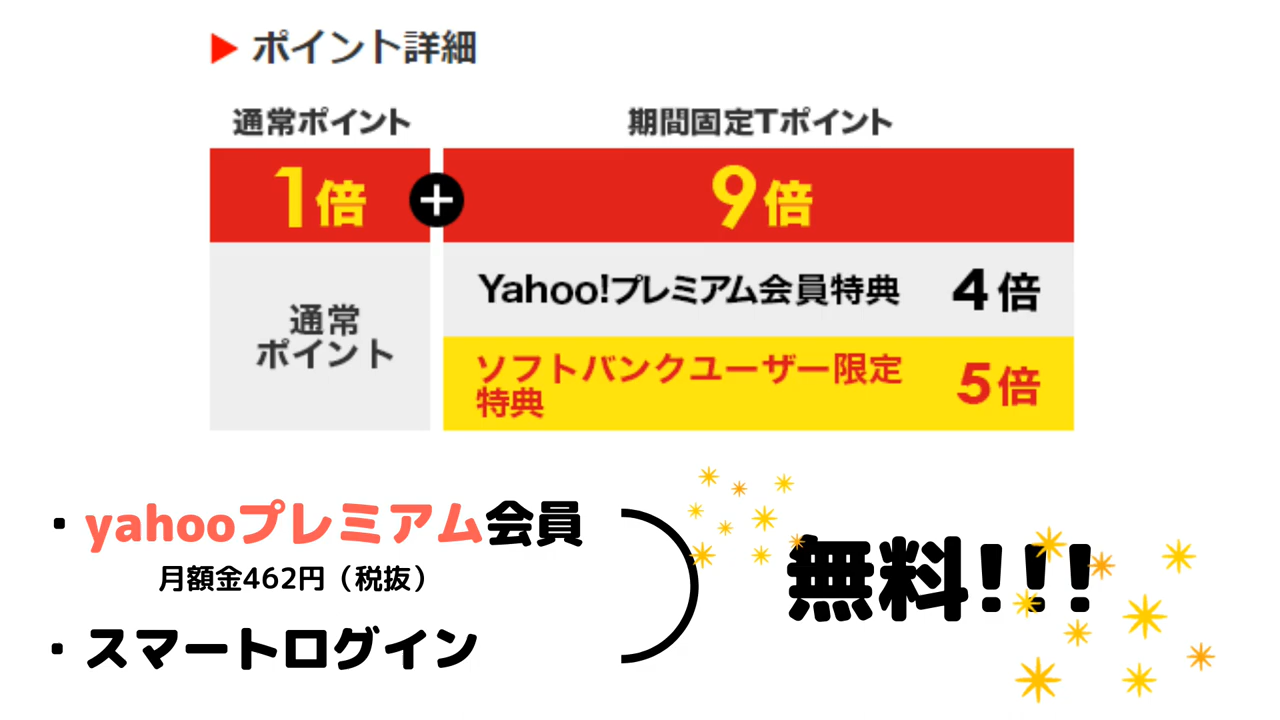 ▶ ポイント詳細
通常ポイント
期間固定Tポイント
1倍
+
9倍
通常
ポイント
Yahoo!プレミアム会員特典 4倍
ソフトバンクユーザー限定
特典
5倍
・yahooプレミアム会員
月額金462円（税抜）
・スマートログイン
無料!!!